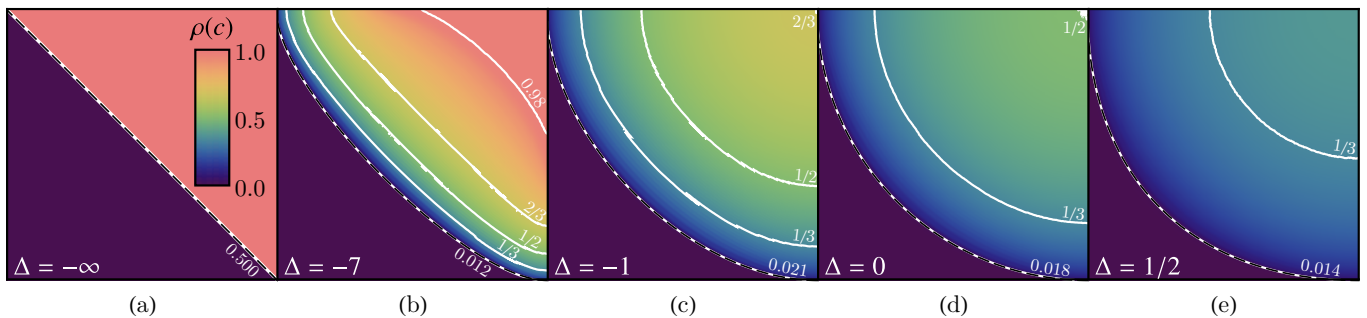 ρ(c)
1.0
0.5
0.0
0.500
Δ = −∞
(a)
0.98
2/3
1/2
1/3
0.012
Δ = −7
(b)
2/3
1/2
1/3
0.021
Δ = −1
(c)
1/2
1/3
0.018
Δ = 0
(d)
1/3
0.014
Δ = 1/2
(e)